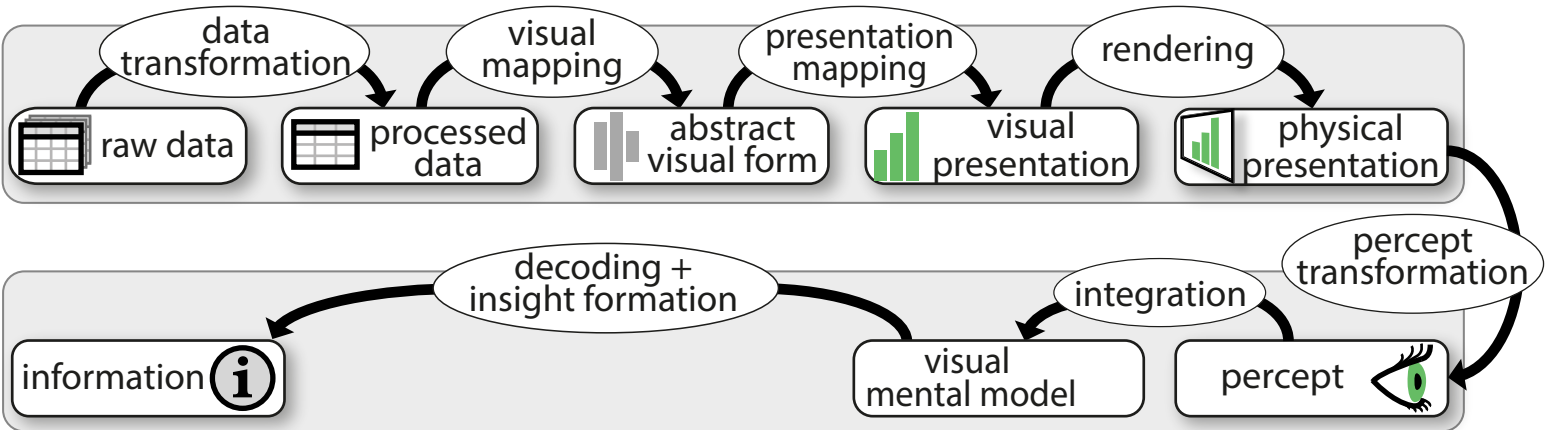 data
transformation
visual
mapping
presentation
mapping
rendering
raw data
processed
data
abstract
visual form
visual
presentation
physical
presentation
percept
transformation
decoding +
insight formation
integration
information
i
visual
mental model
percept